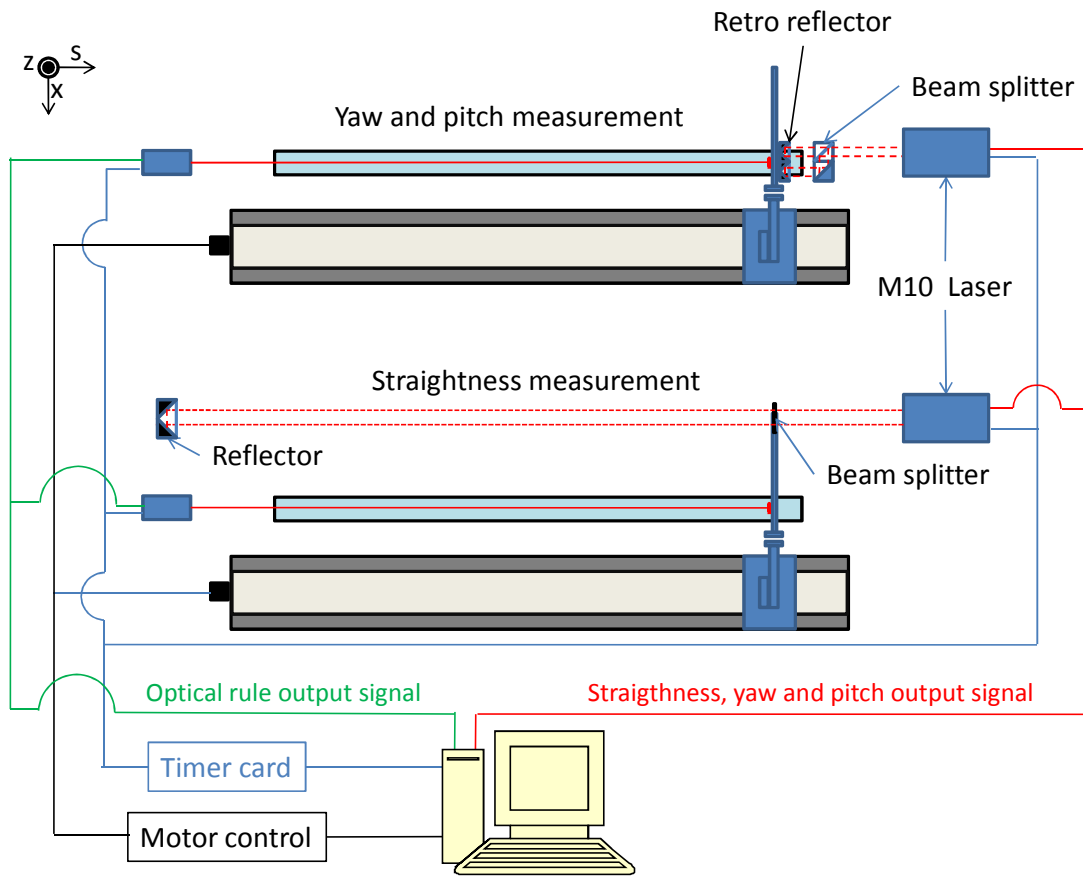 Retro reflector
Z
S
X
Beam splitter
Yaw and pitch measurement
M10 Laser
Straightness measurement
Reflector
Beam splitter
Optical rule output signal
Straigthness, yaw and pitch output signal
Timer card
Motor control